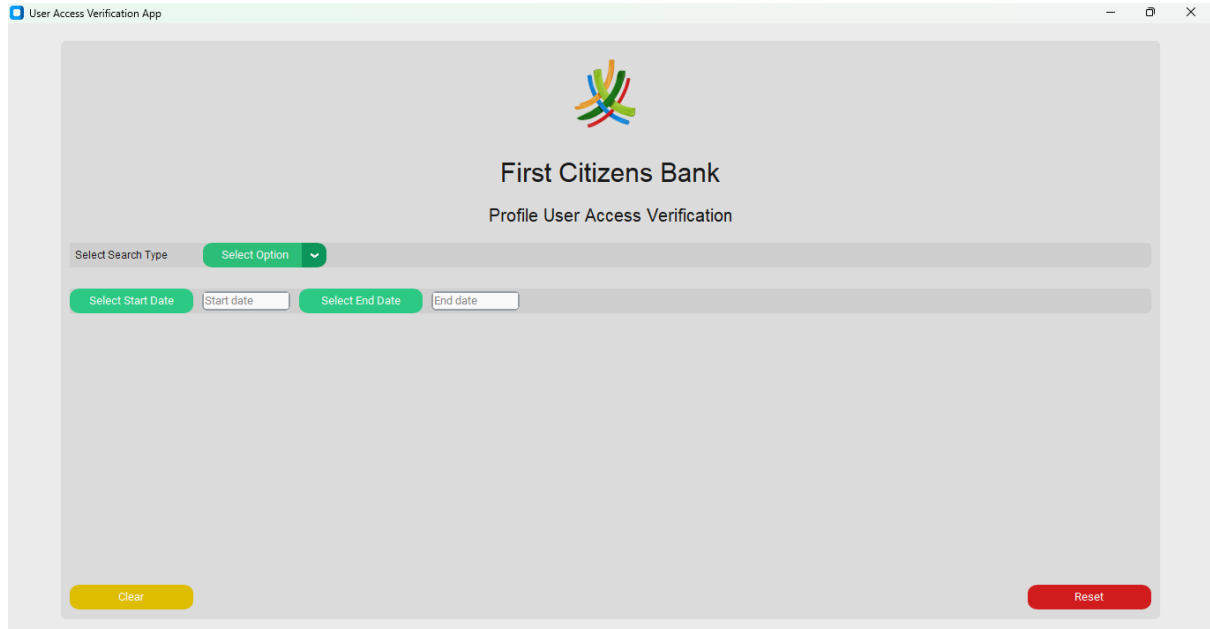 User Access Verification App
First Citizens Bank
Profile User Access Verification
Select Search Type Select Option
Select Start Date Start date Select End Date End date
Clear Reset